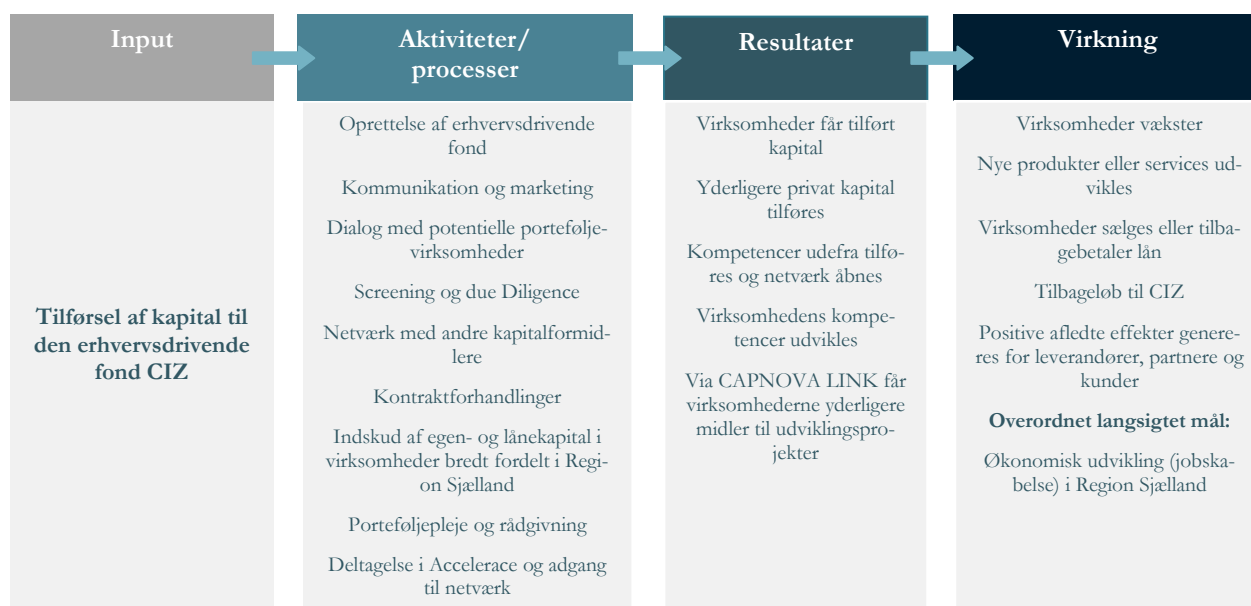 Input
Tilførsel af kapital til
den erhvervsdrivende
fond CIZ
Aktiviteter/
processer
Oprettelse af erhvervsdrivende
fond
Kommunikation og marketing
Dialog med potentielle portefølje-
virksomheder
Screening og due Diligence
Netværk med andre kapitalformid-
lere
Kontraktforhandlinger
Indskud af egen- og lånekapital i
virksomheder bredt fordelt i Regi-
on Sjælland
Porteføljepleje og rådgivning
Deltagelse i Accelerace og adgang
til netværk
Resultater
Virksomheder får tilført
kapital
Yderligere privat kapital
tilføres
Kompetencer udefra tilfø-
res og netværk åbnes
Virksomhedens kompe-
tencer udvikles
Via CAPNOVA LINK får
virksomhederne yderligere
midler til udviklingspro-
jekter
Virkning
Virksomheder vækster
Nye produkter eller services ud-
vikles
Virksomheder sælges eller tilba-
gebetaler lån
Tilbageløb til CIZ
Positive afledte effekter genere-
res for leverandører, partnere og
kunder
Overordnet langsigtet mål:
Økonomisk udvikling (jobska-
belse) i Region Sjælland